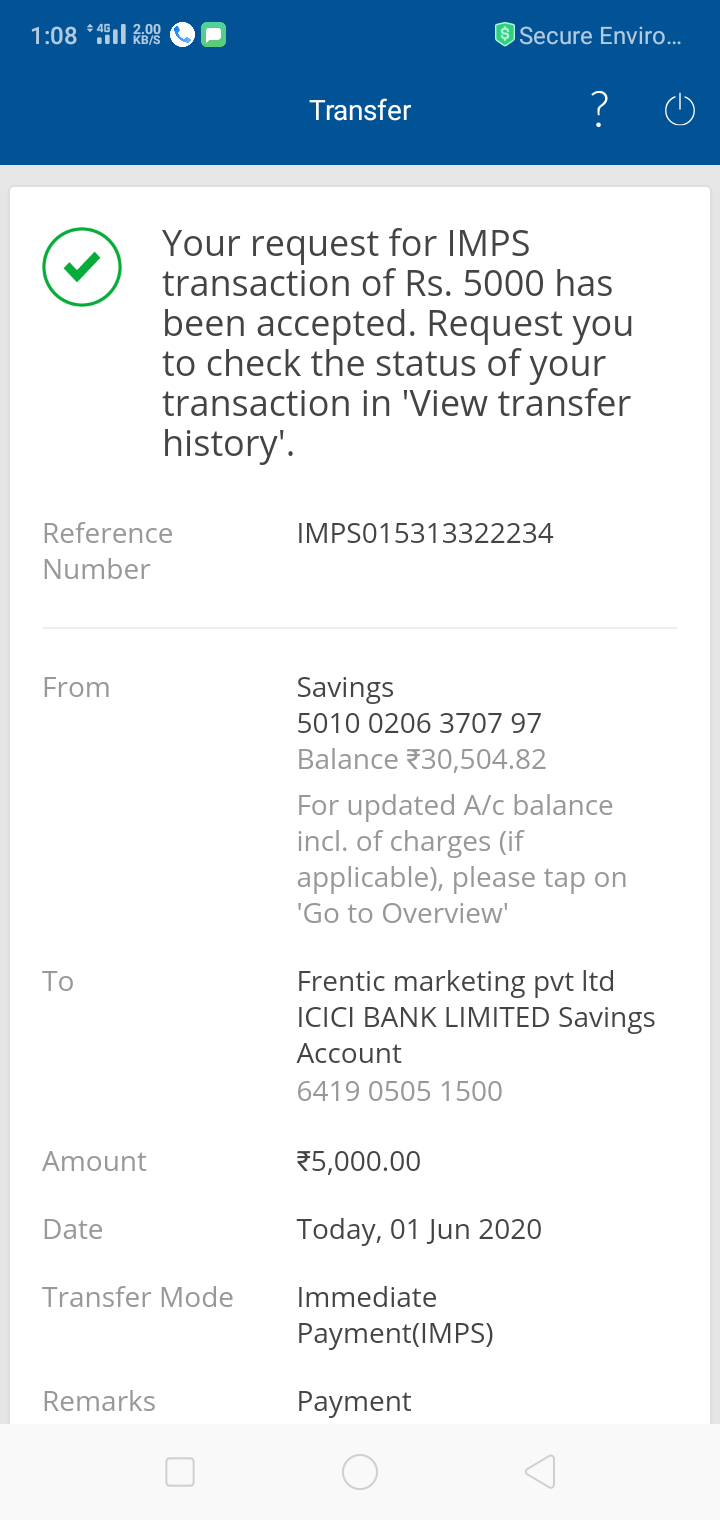 1:08 4G 2.00 KB/S Secure Enviro...
Transfer ?
Your request for IMPS
transaction of Rs. 5000 has
been accepted. Request you
to check the status of your
transaction in 'View transfer
history'.
Reference
Number
IMPS015313322234
From
Savings
5010 0206 3707 97
Balance ₹30,504.82
For updated A/c balance
incl. of charges (if
applicable), please tap on
'Go to Overview'
To
Frentic marketing pvt ltd
ICICI BANK LIMITED Savings
Account
6419 0505 1500
Amount
₹5,000.00
Date
Today, 01 Jun 2020
Transfer Mode
Immediate
Payment(IMPS)
Remarks
Payment